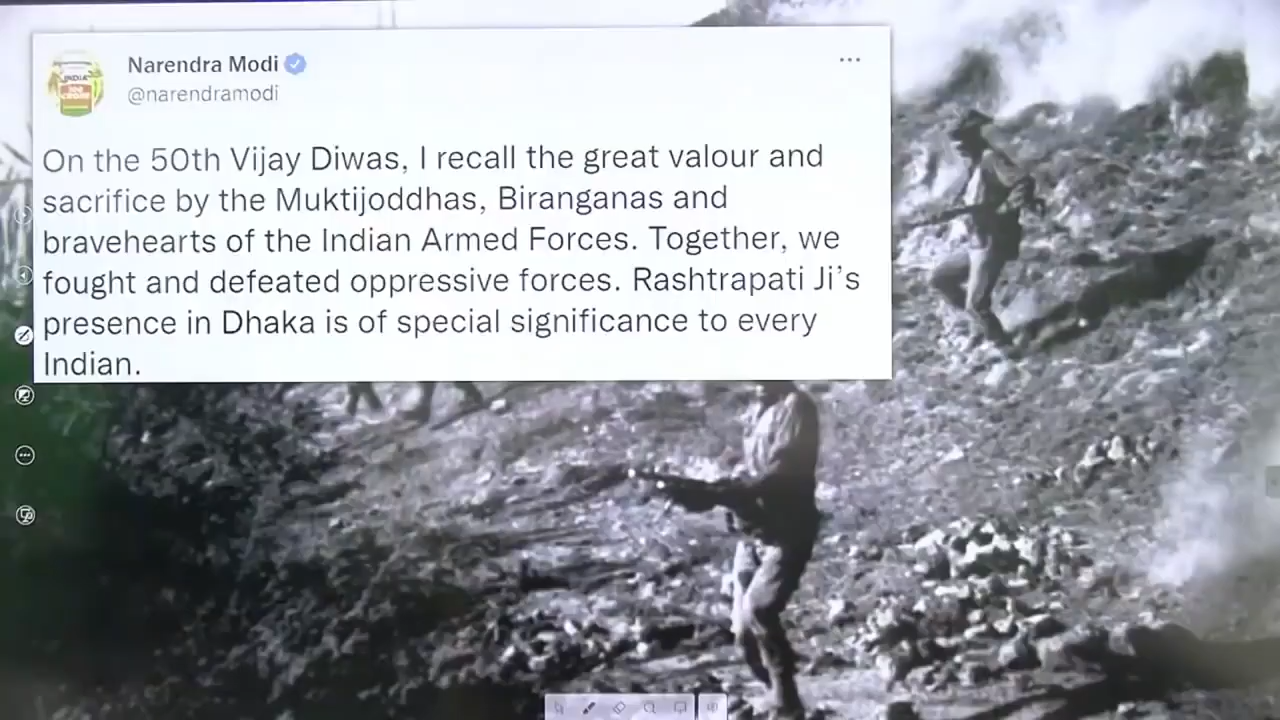 Narendra Modi
@narendramodi
On the 50th Vijay Diwas, I recall the great valour and
sacrifice by the Muktijoddhas, Biranganas and
bravehearts of the Indian Armed Forces. Together, we
fought and defeated oppressive forces. Rashtrapati Ji’s
presence in Dhaka is of special significance to every
Indian.